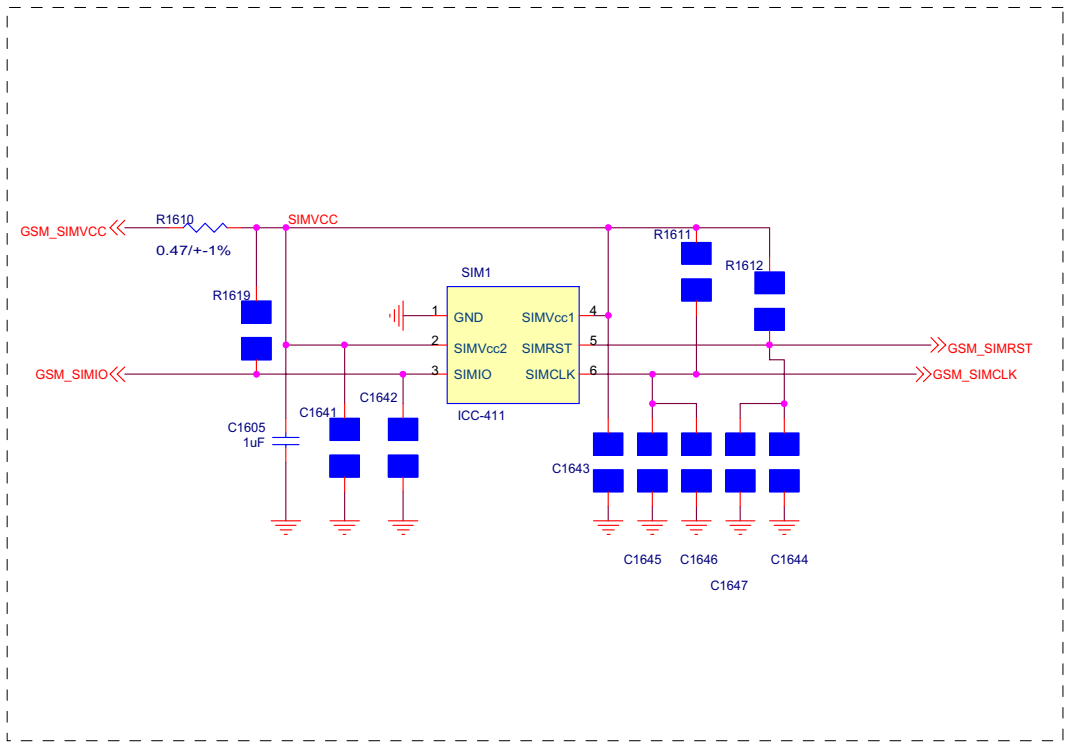 R1610
SIMVCC
GSM_SIMVCC
0.47/+-1%
R1611
R1612
SIM1
R1619
1
GND
SIMVcc1
4
2
SIMVcc2
SIMRST
5
GSM_SIMRST
GSM_SIMIO
3
SIMIO
SIMCLK
6
GSM_SIMCLK
C1642
C1641
ICC-411
C1605
1uF
C1643
C1645
C1646
C1644
C1647